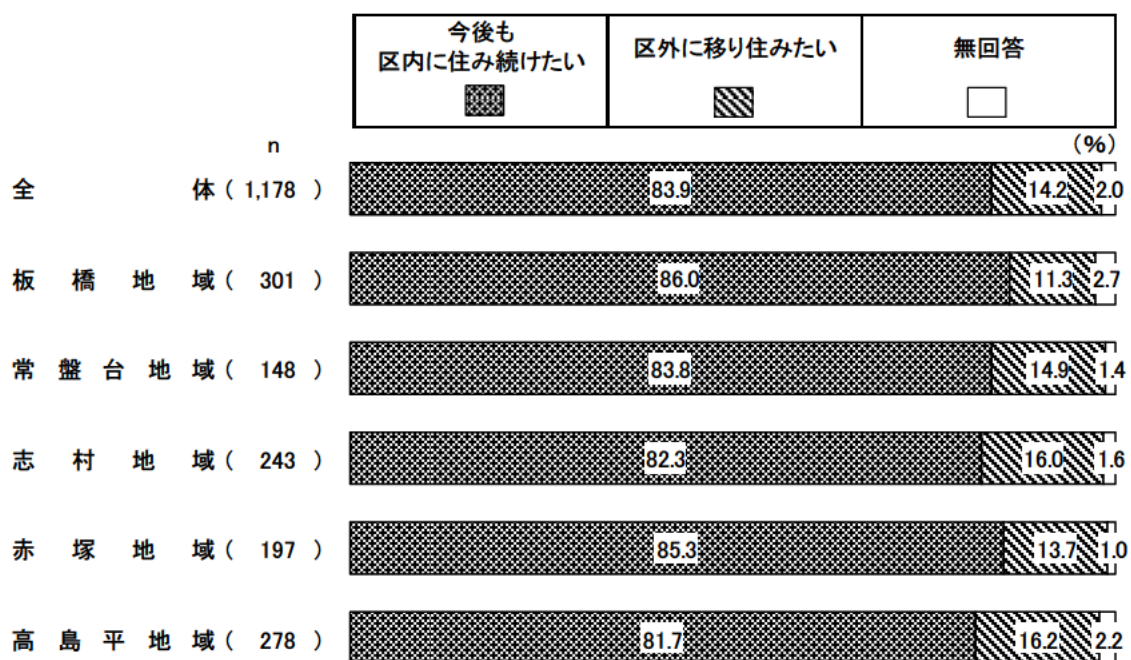 今後も
区内に住み続けたい
区外に移り住みたい
無回答
n
(%)
全体( 1,178 ) 83.9 14.2 2.0
板橋地域( 301 ) 86.0 11.3 2.7
常盤台地域( 148 ) 83.8 14.9 1.4
志村地域( 243 ) 82.3 16.0 1.6
赤塚地域( 197 ) 85.3 13.7 1.0
高島平地域( 278 ) 81.7 16.2 2.2